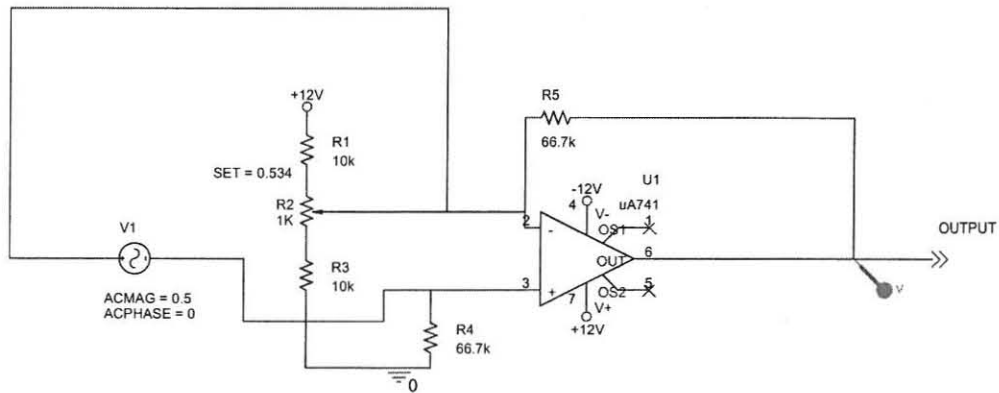 +12V
R1
10k
SET = 0.534
R2
1K
R3
10k
V1
ACMAG = 0.5
ACPHASE = 0
R4
66.7k
0
R5
66.7k
U1
uA741
-12V
4
V-
OS1
1
2
-
OUT
6
3
+
OS2
5
7
V+
+12V
OUTPUT
V